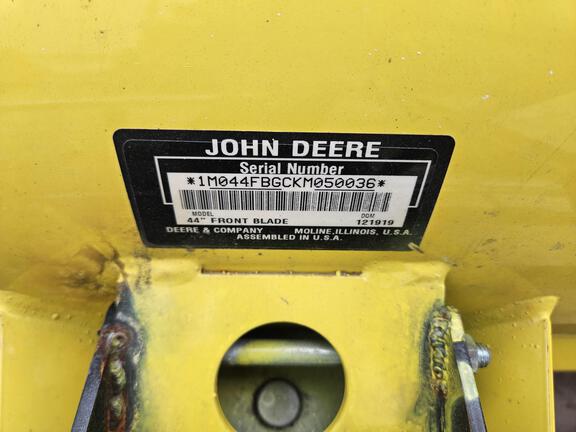 JOHN DEERE
Serial Number
*1M044FBGCKM050036*
MODEL DOM
44" FRONT BLADE 121919
DEERE & COMPANY MOLINE, ILLINOIS, U.S.A.
ASSEMBLED IN U.S.A.